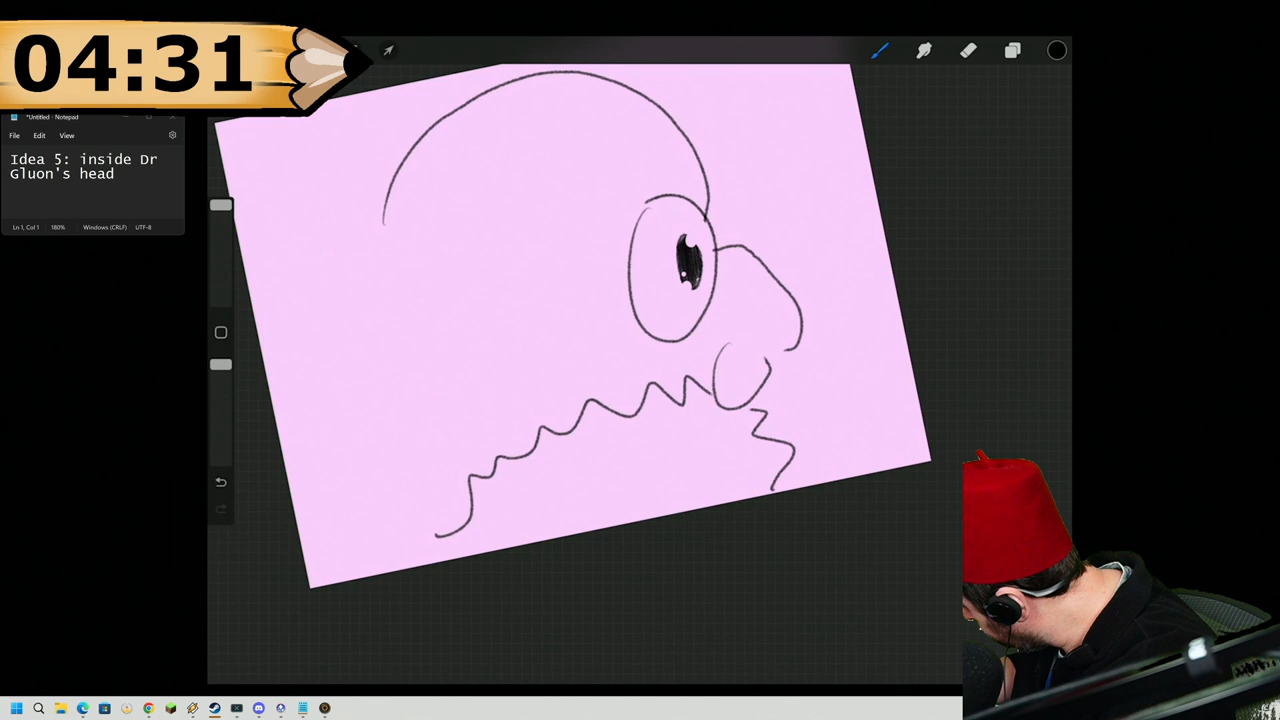 04:31
*Untitled - Notepad
File Edit View
Idea 5: inside Dr
Gluon's head
Ln 1, Col 1 180% Windows (CRLF) UTF-8